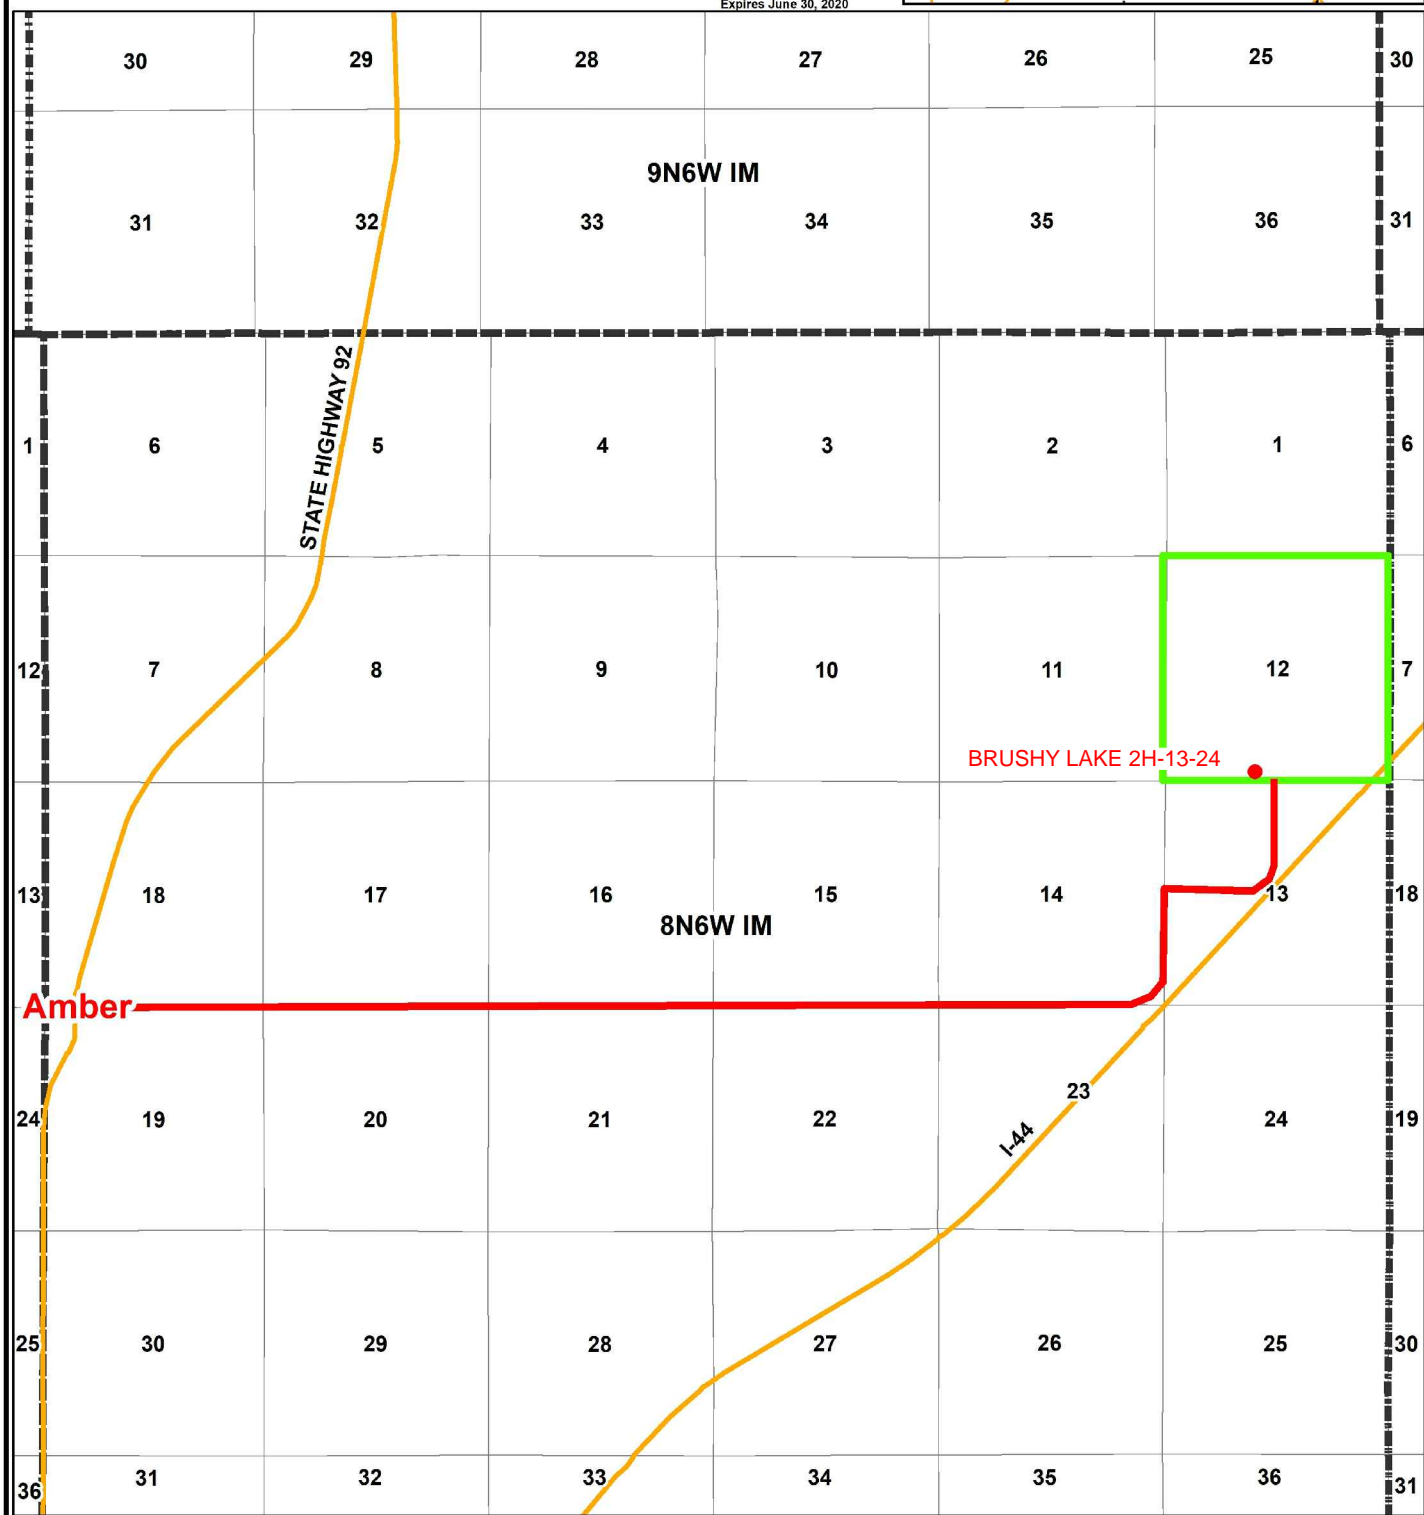 Expires June 30, 2020
30 29 28 27 26 25 30
9N6W IM
31 32 33 34 35 36 31
STATE HIGHWAY 92
1 6 5 4 3 2 1 6
12 7 8 9 10 11 12 7
BRUSHY LAKE 2H-13-24
13 18 17 16 15 14 13 18
8N6W IM
Amber
23
24 19 20 21 22 24 19
I-44
25 30 29 28 27 26 25 30
36 31 32 33 34 35 36 31